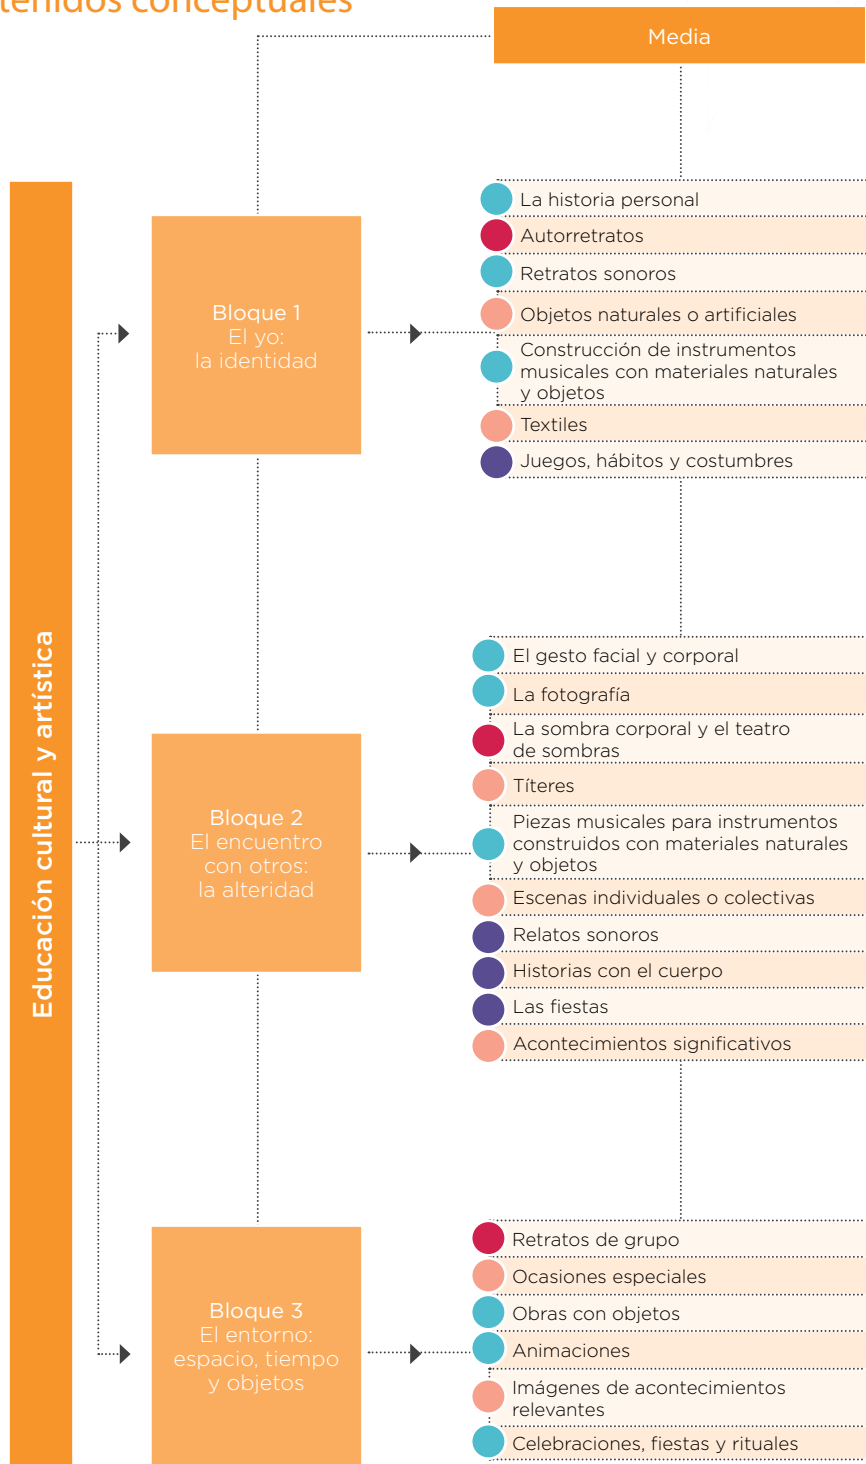 conceptuales
Media
Educación cultural y artística
Bloque 1
El yo:
la identidad
La historia personal
Autorretratos
Retratos sonoros
Objetos naturales o artificiales
Construcción de instrumentos
musicales con materiales naturales
y objetos
Textiles
Juegos, hábitos y costumbres
Bloque 2
El encuentro
con otros:
la alteridad
El gesto facial y corporal
La fotografía
La sombra corporal y el teatro
de sombras
Títeres
Piezas musicales para instrumentos
construidos con materiales naturales
y objetos
Escenas individuales o colectivas
Relatos sonoros
Historias con el cuerpo
Las fiestas
Acontecimientos significativos
Bloque 3
El entorno:
espacio, tiempo
y objetos
Retratos de grupo
Ocasiones especiales
Obras con objetos
Animaciones
Imágenes de acontecimientos
relevantes
Celebraciones, fiestas y rituales